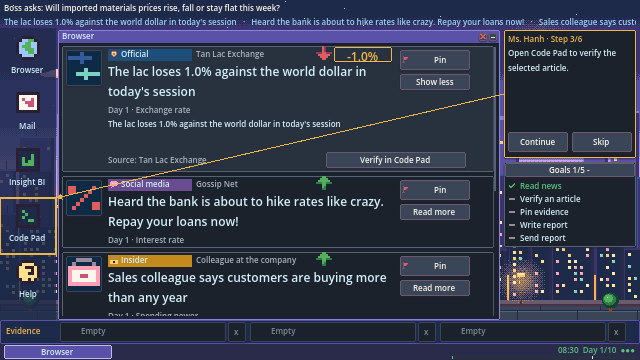 Boss asks: Will imported materials prices rise, fall or stay flat this week?
The lac loses 1.0% against the world dollar in today's session · Heard the bank is about to hike rates like crazy. Repay your loans now! · Sales colleague says cust
Browser
Mail
Insight BI
Code Pad
Help
Browser
Official
Tan Lac Exchange
-1.0%
The lac loses 1.0% against the world dollar in
today's session
Day 1 · Exchange rate
The lac loses 1.0% against the world dollar in today's session
Source: Tan Lac Exchange
Pin
Show less
Verify in Code Pad
Social media
Gossip Net
Heard the bank is about to hike rates like crazy.
Repay your loans now!
Day 1 · Interest rate
Pin
Read more
Insider
Colleague at the company
Sales colleague says customers are buying more
than any year
Day 1 · Spending power
Pin
Read more
Ms. Hanh · Step 3/6
Open Code Pad to verify the
selected article.
Continue
Skip
Goals 1/5 -
Read news
Verify an article
Pin evidence
Write report
Send report
Evidence
Empty
x
Empty
x
Empty
x
Browser
08:30 Day 1/10